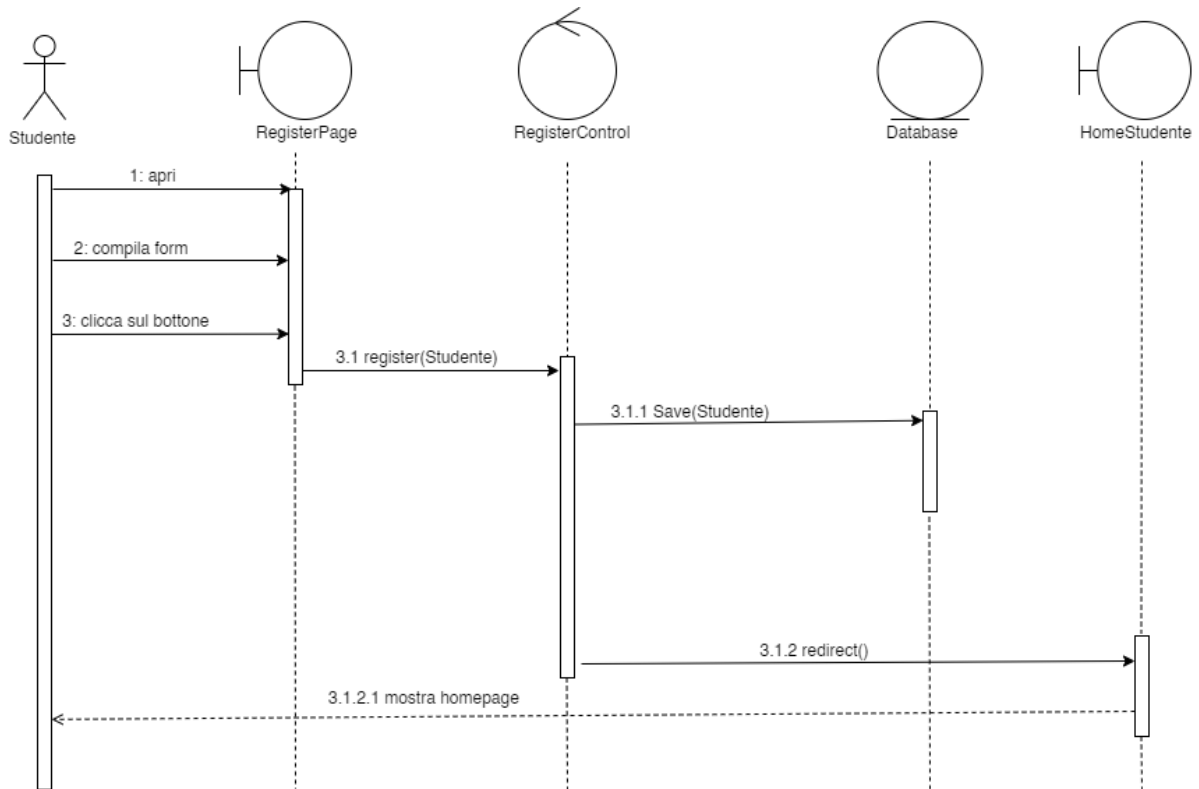 Studente
RegisterPage
RegisterControl
Database
HomeStudente
1: apri
2: compila form
3: clicca sul bottone
3.1 register(Studente)
3.1.1 Save(Studente)
3.1.2 redirect()
3.1.2.1 mostra homepage